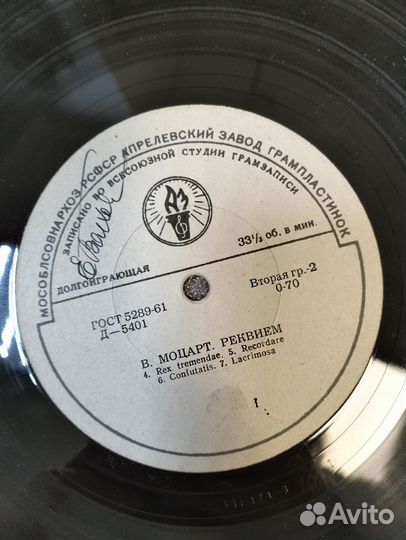 МОСОБЛСОВНАРХОЗ РСФСР АПРЕЛЕВСКИЙ ЗАВОД ГРАМПЛАСТИНОК
ЗАПИСАНО ВО ВСЕСОЮЗНОЙ СТУДИИ ГРАМЗАПИСИ
АЗ
ДОЛГОИГРАЮЩАЯ
33⅓ об. в мин.
ГОСТ 5289-61
Д—5401
Вторая гр.-2
0-70
В. МОЦАРТ. РЕКВИЕМ
4. Rex tremendae. 5. Recordare
6. Confutatis. 7. Lacrimosa
Avito